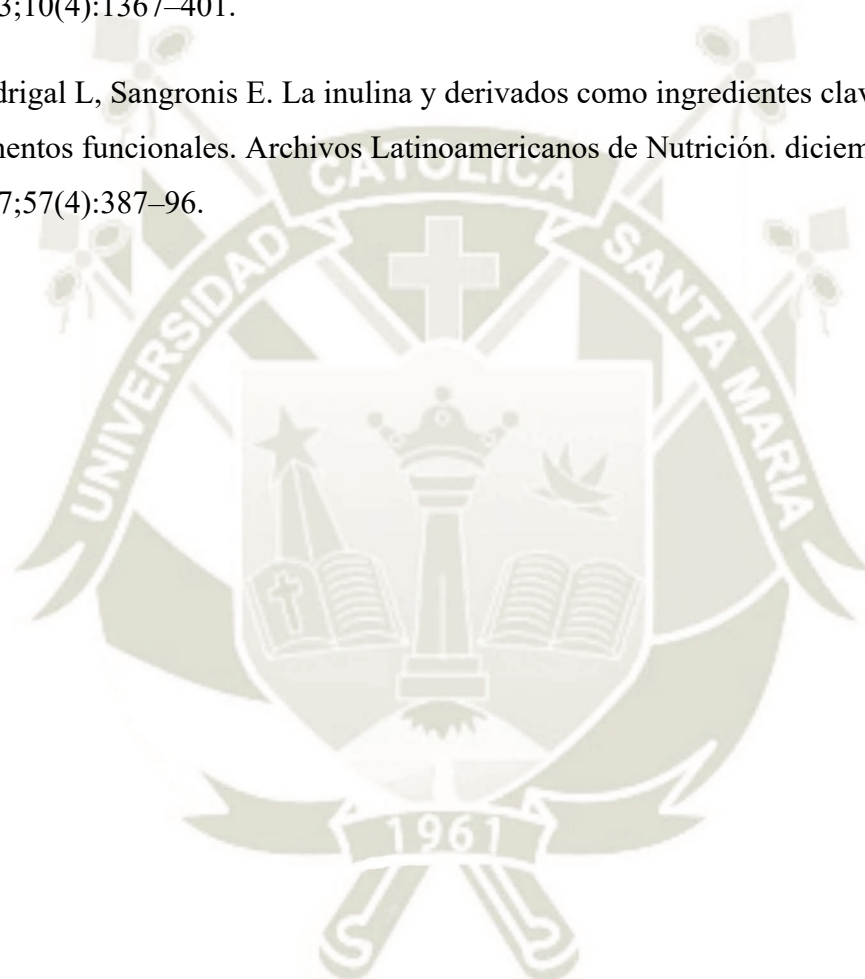 3;10(4):1367–401.
drigal L, Sangronis E. La inulina y derivados como ingredientes clav
mentos funcionales. Archivos Latinoamericanos de Nutrición. diciem
7;57(4):387–96.
UNIVERSIDAD CATOLICA SANTA MARIA
1961